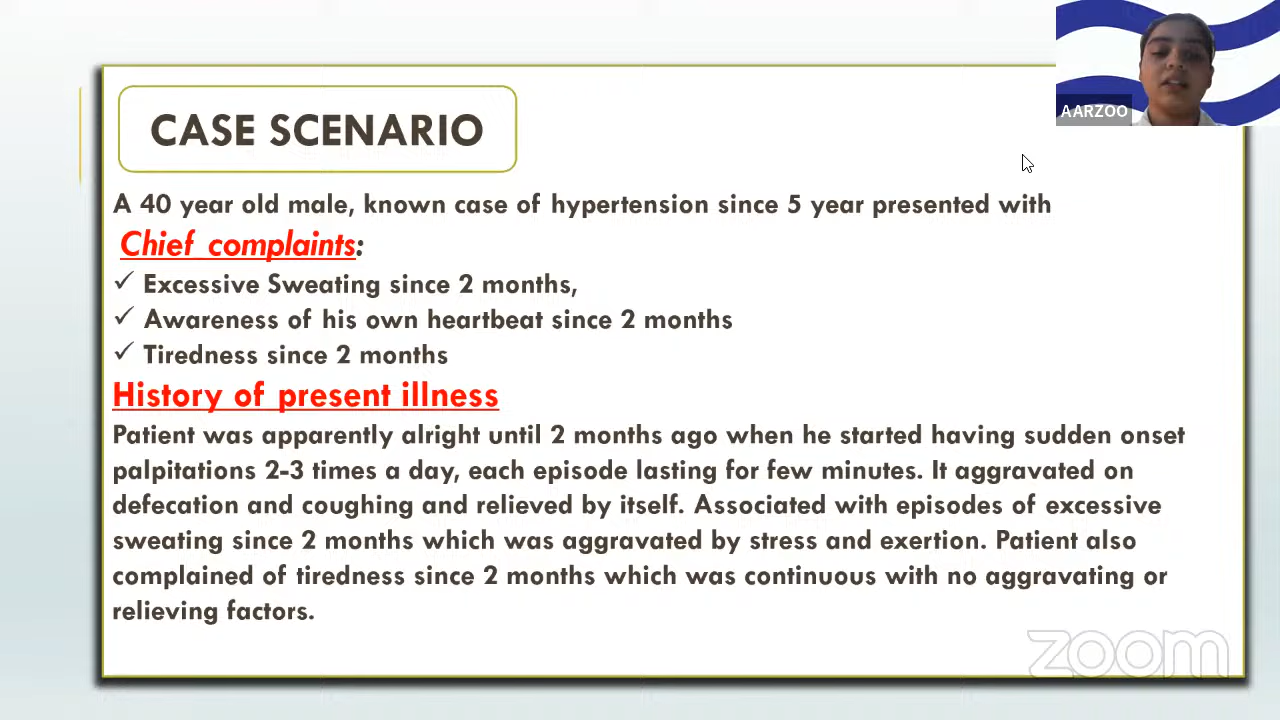 CASE SCENARIO
AARZOO
A 40 year old male, known case of hypertension since 5 year presented with
Chief complaints:
✓ Excessive Sweating since 2 months,
✓ Awareness of his own heartbeat since 2 months
✓ Tiredness since 2 months
History of present illness
Patient was apparently alright until 2 months ago when he started having sudden onset
palpitations 2-3 times a day, each episode lasting for few minutes. It aggravated on
defecation and coughing and relieved by itself. Associated with episodes of excessive
sweating since 2 months which was aggravated by stress and exertion. Patient also
complained of tiredness since 2 months which was continuous with no aggravating or
relieving factors.
zoom